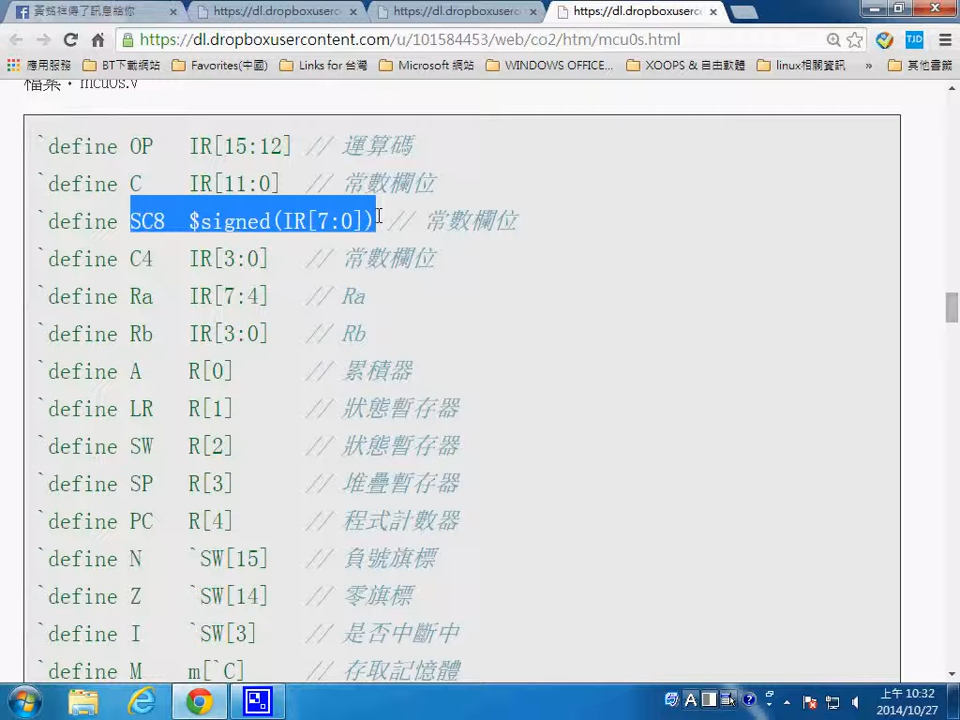 黃銘祥傳了訊息給你
https://dl.dropboxuserc
https://dl.dropboxuserc
https://dl.dropboxuserc
https://dl.dropboxusercontent.com/u/101584453/web/co2/htm/mcu0s.html
應用服務 BT下載網站 Favorites(中國) Links for 台灣 Microsoft 網站 WINDOWS OFFICE... XOOPS & 自由軟體 linux相關資訊 » 其他書籤
檔案:mcu0s.v
`define OP IR[15:12] // 運算碼
`define C IR[11:0] // 常數欄位
`define SC8 $signed(IR[7:0]) // 常數欄位
`define C4 IR[3:0] // 常數欄位
`define Ra IR[7:4] // Ra
`define Rb IR[3:0] // Rb
`define A R[0] // 累積器
`define LR R[1] // 狀態暫存器
`define SW R[2] // 狀態暫存器
`define SP R[3] // 堆疊暫存器
`define PC R[4] // 程式計數器
`define N `SW[15] // 負號旗標
`define Z `SW[14] // 零旗標
`define I `SW[3] // 是否中斷中
`define M m[`C] // 存取記憶體
上午 10:32
2014/10/27